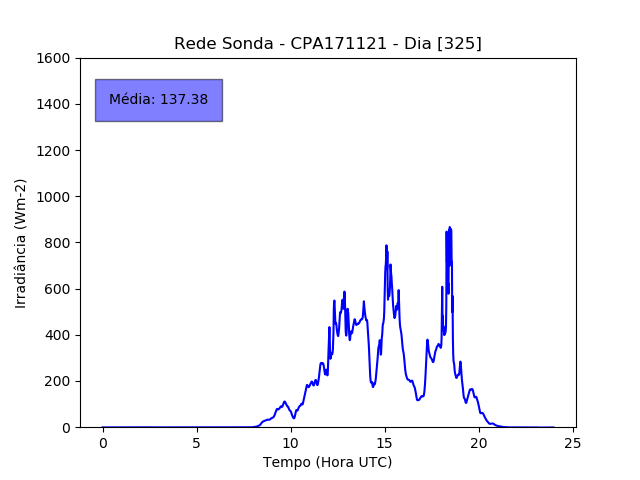 Rede Sonda - CPA171121 - Dia [325]
1600
1400
1200
1000
800
600
400
200
0
Irradiância (Wm-2)
Média: 137.38
0 5 10 15 20 25
Tempo (Hora UTC)